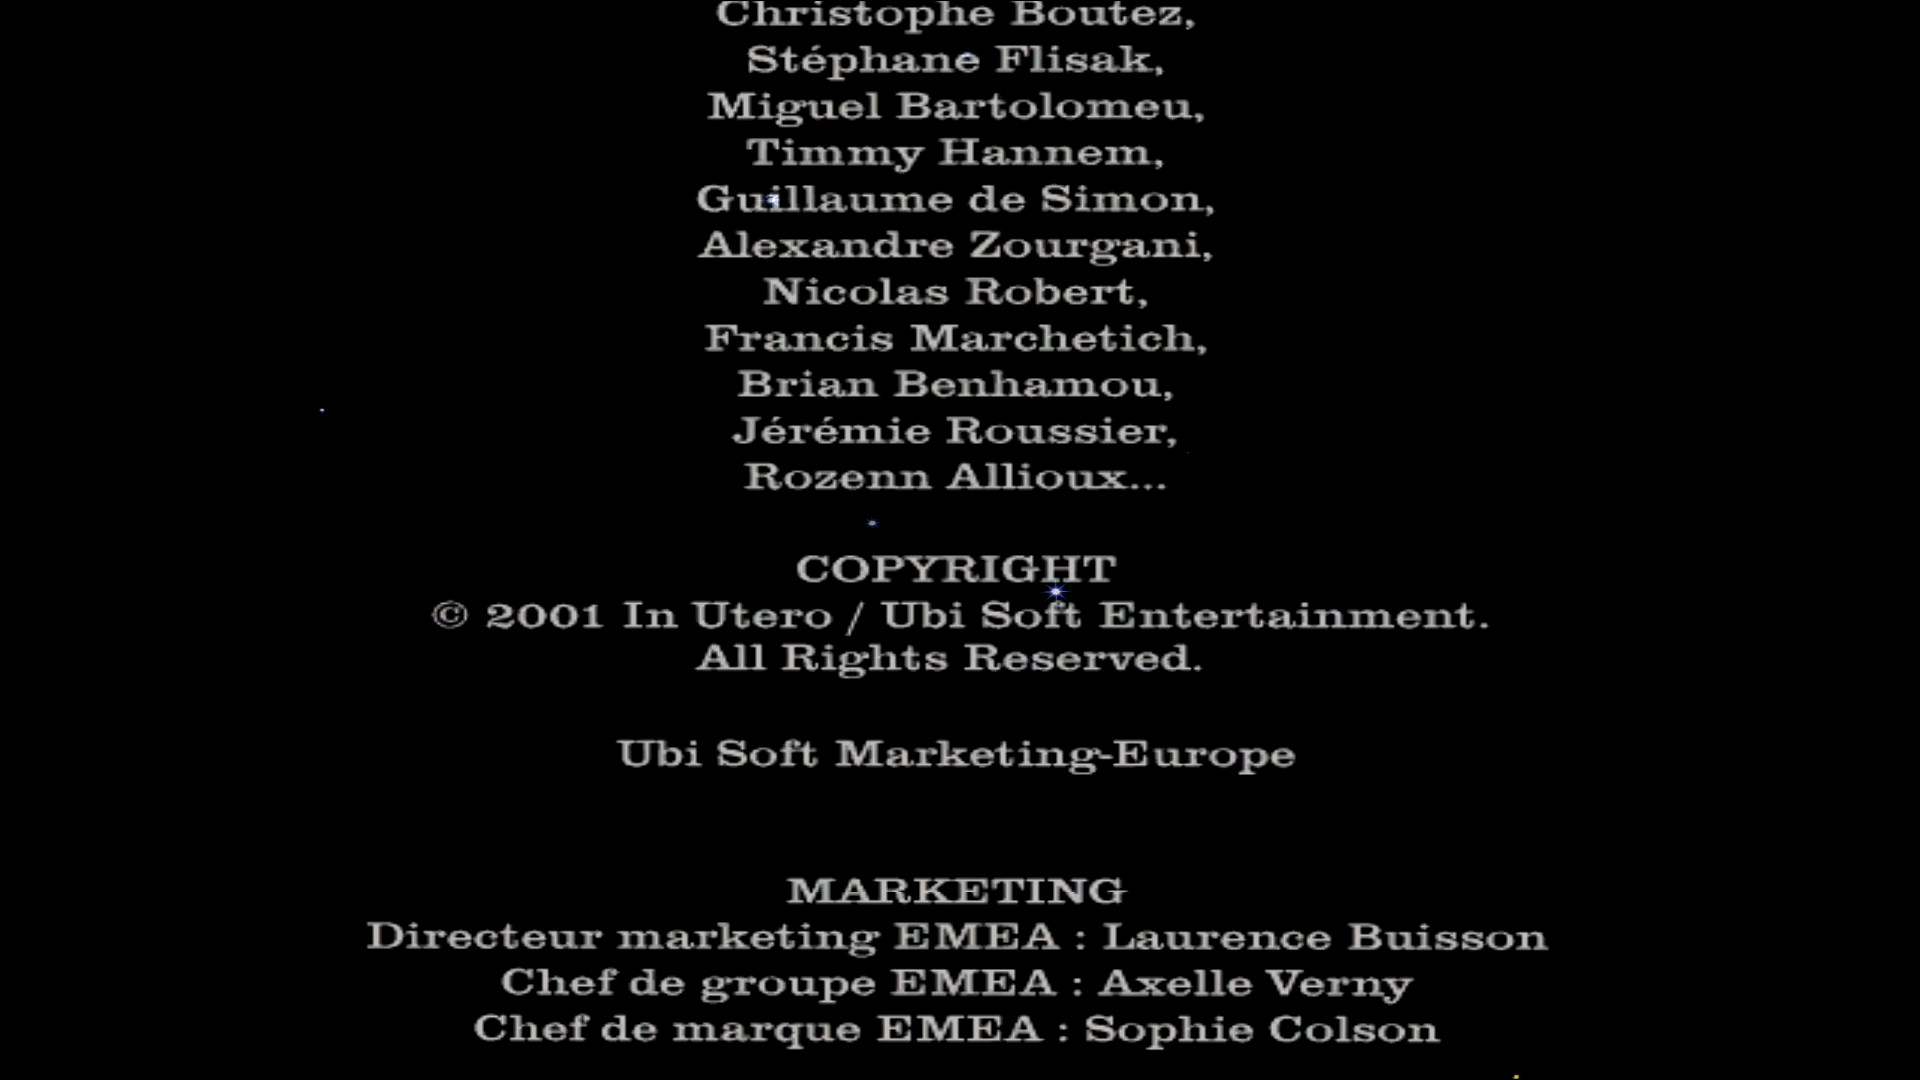 Christophe Boutez,
Stéphane Flisak,
Miguel Bartolomeu,
Timmy Hannem,
Guillaume de Simon,
Alexandre Zourgani,
Nicolas Robert,
Francis Marchetich,
Brian Benhamou,
Jérémie Roussier,
Rozenn Allioux...
COPYRIGHT
© 2001 In Utero / Ubi Soft Entertainment.
All Rights Reserved.
Ubi Soft Marketing-Europe
MARKETING
Directeur marketing EMEA : Laurence Buisson
Chef de groupe EMEA : Axelle Verny
Chef de marque EMEA : Sophie Colson